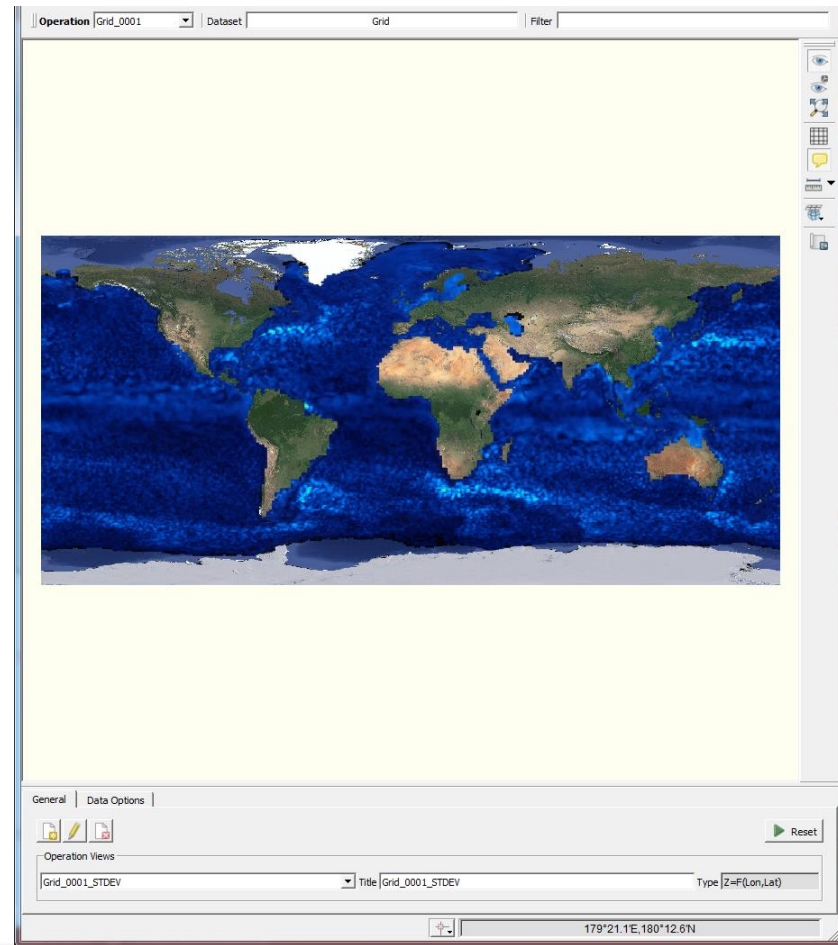 Operation Grid_0001 Dataset Grid Filter
General Data Options
Reset
Operation Views
Grid_0001_STDEV Title Grid_0001_STDEV Type Z=F(Lon,Lat)
179°21.1'E,180°12.6'N